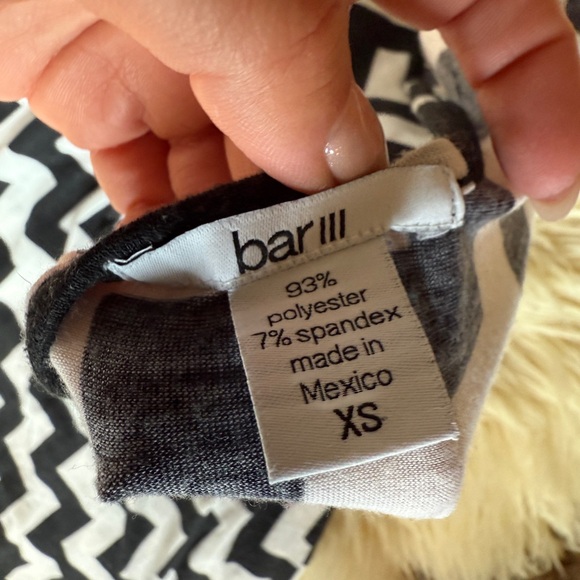 bar III
93%
polyester
7% spandex
made in
Mexico
XS